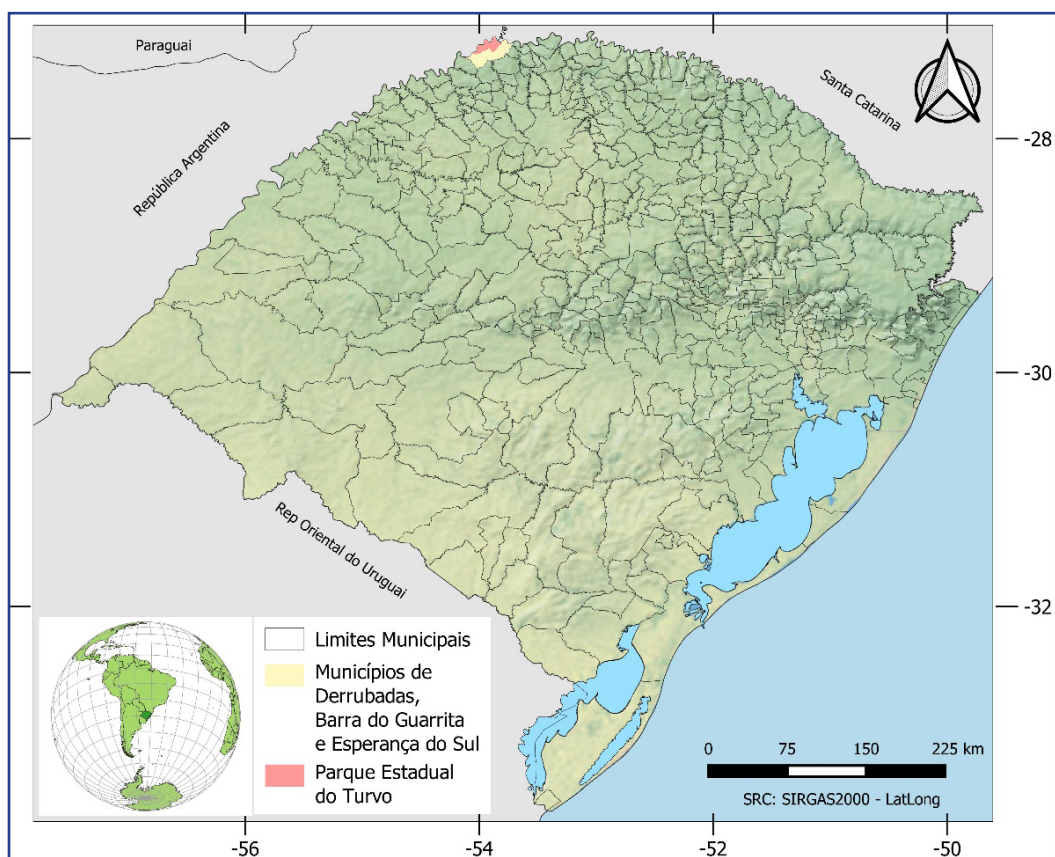 Paraguai
República Argentina
Santa Catarina
-28
-30
Rep Oriental do Uruguai
-32
Limites Municipais
Municípios de
Derrubadas,
Barra do Guarrita
e Esperança do Sul
Parque Estadual
do Turvo
0 75 150 225 km
SRC: SIRGAS2000 - LatLong
-56 -54 -52 -50